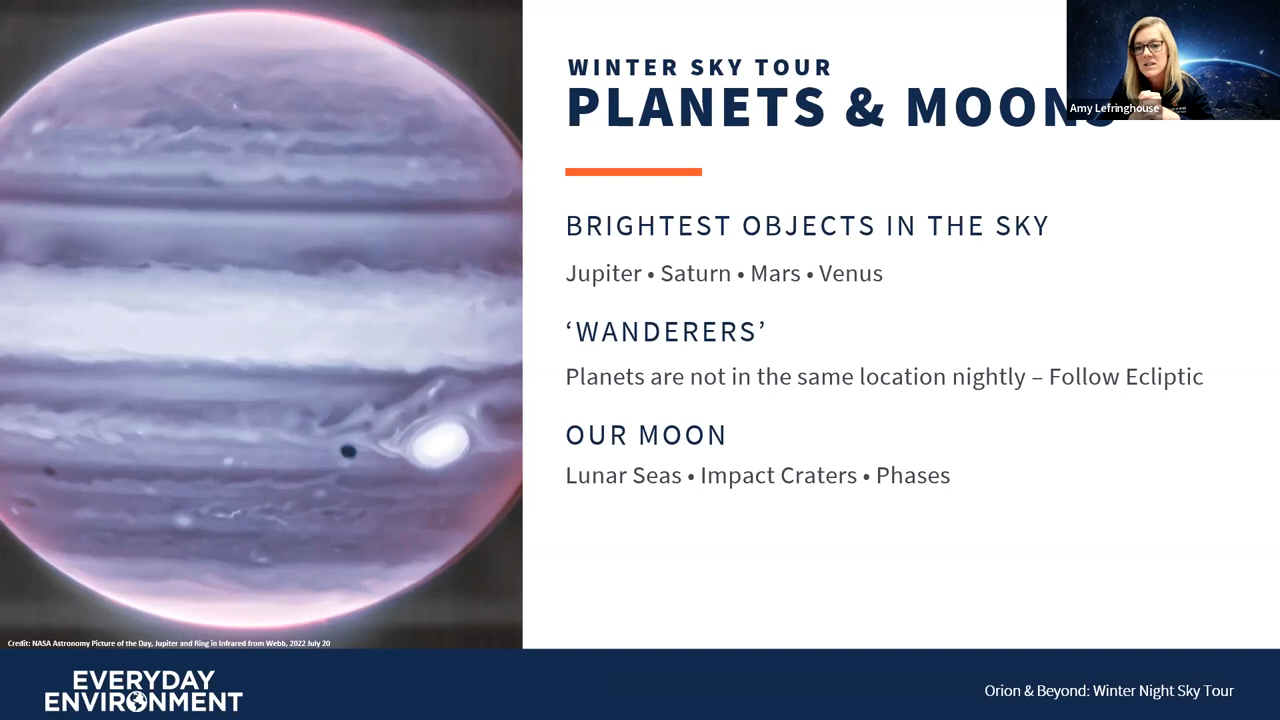 WINTER SKY TOUR
PLANETS & MOONS
Amy Lefringhouse
BRIGHTEST OBJECTS IN THE SKY
Jupiter • Saturn • Mars • Venus
‘WANDERERS’
Planets are not in the same location nightly – Follow Ecliptic
OUR MOON
Lunar Seas • Impact Craters • Phases
Credit: NASA Astronomy Picture of the Day, Jupiter and Ring in Infrared from Webb, 2022 July 20
EVERYDAY
ENVIRONMENT
Orion & Beyond: Winter Night Sky Tour